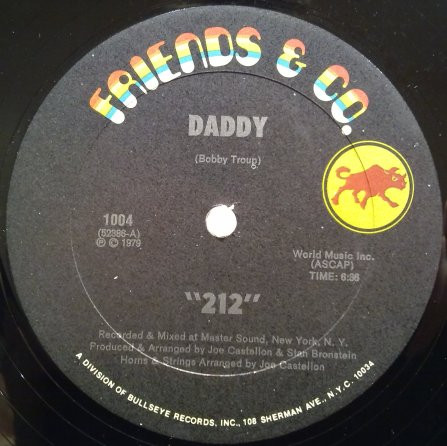 FRIENDS & CO.
DADDY
(Bobby Troup)
1004
(52386-A)
Ⓟ © 1979
World Music Inc.
(ASCAP)
TIME: 6:36
"212"
Recorded & Mixed at Master Sound, New York, N. Y.
Produced & Arranged by Joe Castellon & Stan Bronstein
Horns & Strings Arranged by Joe Castellon
A DIVISION OF BULLSEYE RECORDS, INC., 108 SHERMAN AVE., N.Y.C. 10034